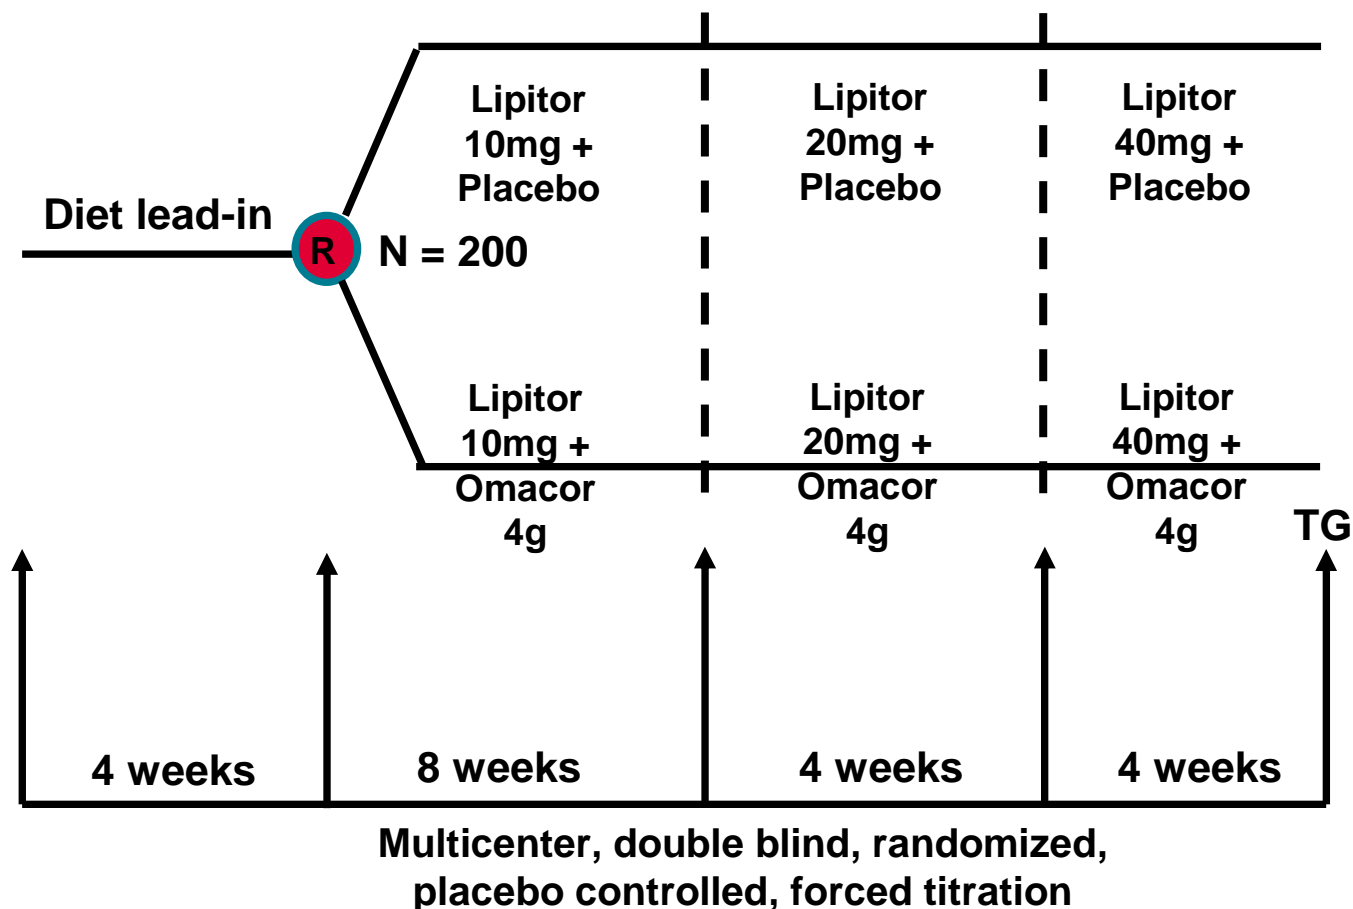 Lipitor
10mg +
Placebo
Lipitor
20mg +
Placebo
Lipitor
40mg +
Placebo
Diet lead-in
R
N = 200
Lipitor
10mg +
Omacor
4g
Lipitor
20mg +
Omacor
4g
Lipitor
40mg +
Omacor
4g
TG
4 weeks
8 weeks
4 weeks
4 weeks
Multicenter, double blind, randomized,
placebo controlled, forced titration